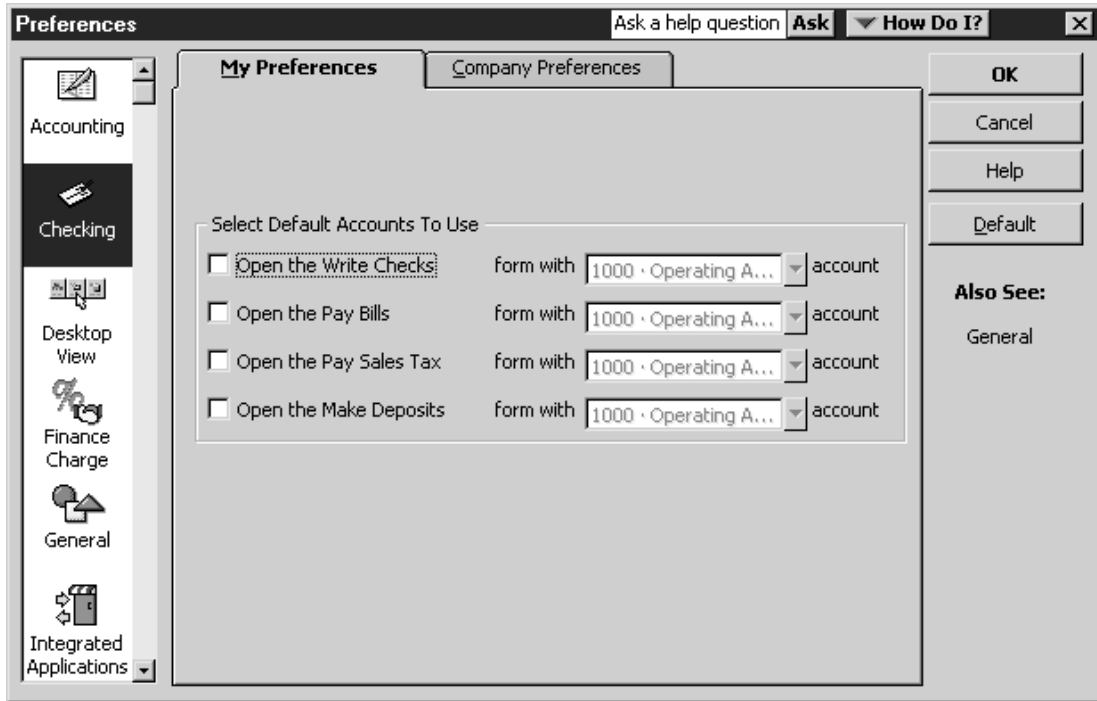 Preferences
Ask a help question Ask How Do I?
Accounting
Checking
Desktop
View
Finance
Charge
General
Integrated
Applications
My Preferences
Company Preferences
Select Default Accounts To Use
Open the Write Checks form with 1000 · Operating A... account
Open the Pay Bills form with 1000 · Operating A... account
Open the Pay Sales Tax form with 1000 · Operating A... account
Open the Make Deposits form with 1000 · Operating A... account
OK
Cancel
Help
Default
Also See:
General